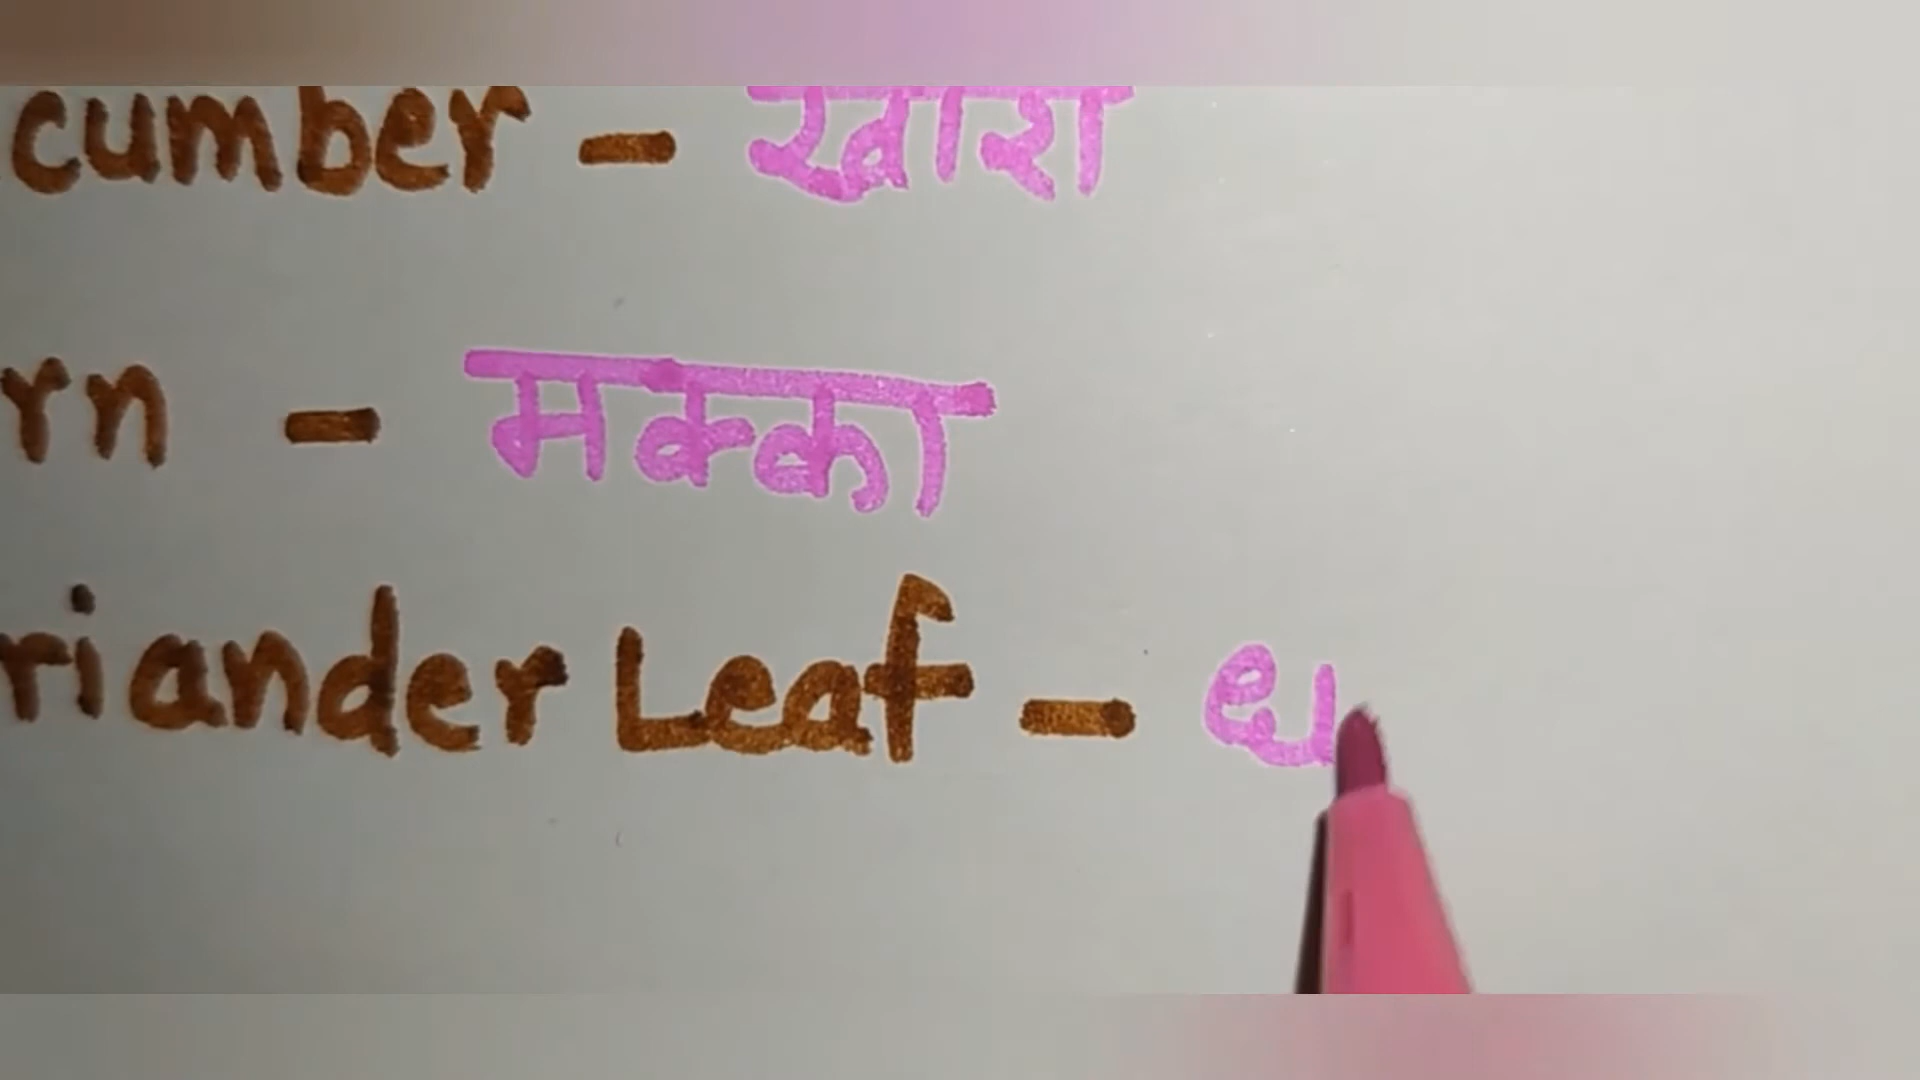 cumber - खीरा
rn - मक्का
riander Leaf - ध